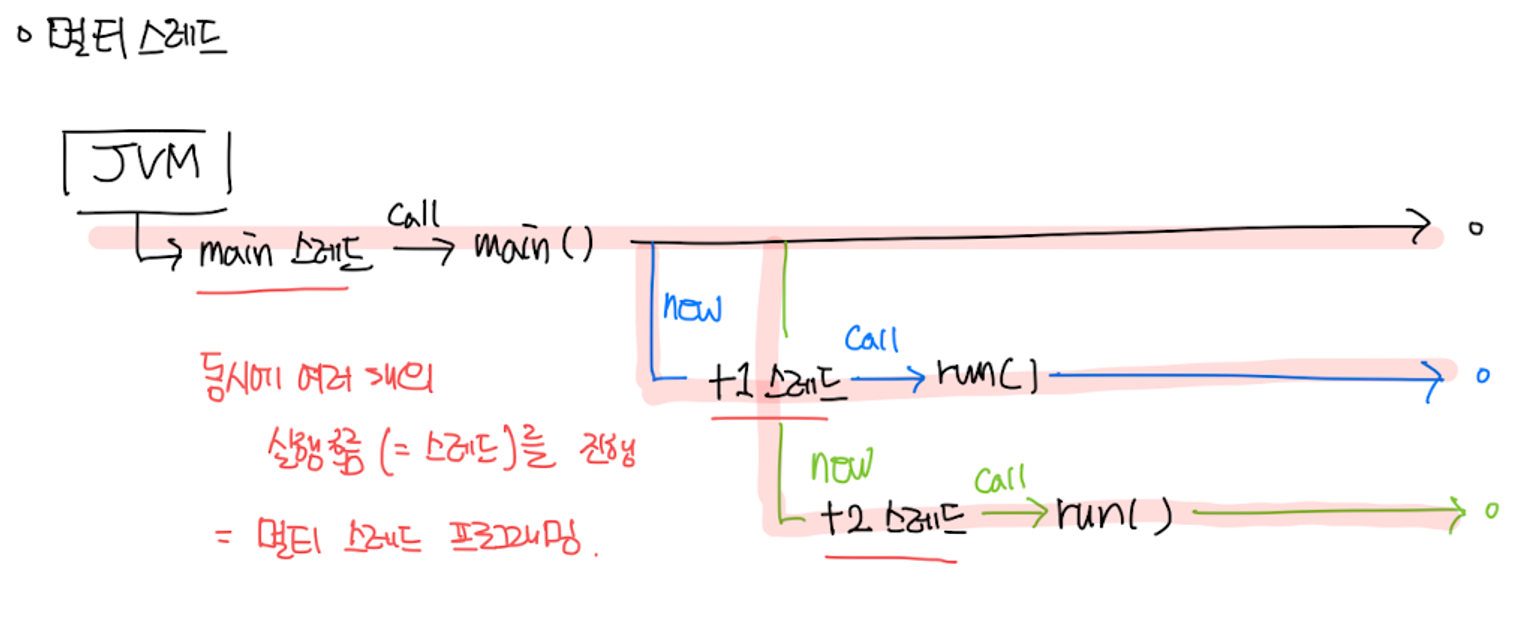 ○ 멀티 스레드
JVM
main 스레드 call main() ○
new
+1 스레드 call run() ○
동시에 여러 개의
실행흐름 (= 스레드)를 진행
new
+2 스레드 call run() ○
= 멀티 스레드 프로그래밍.